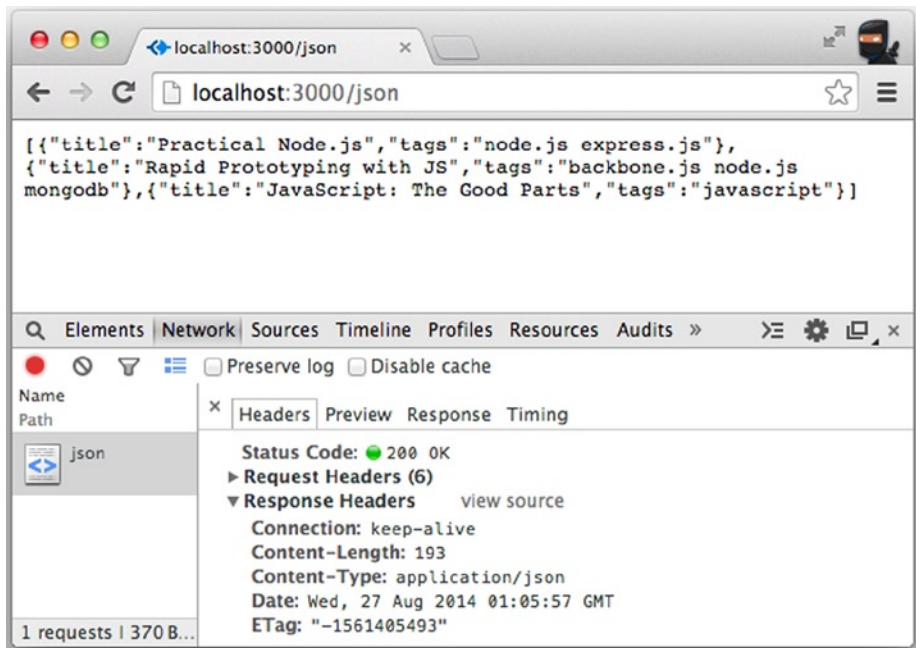 localhost:3000/json
localhost:3000/json
[{"title":"Practical Node.js","tags":"node.js express.js"},
{"title":"Rapid Prototyping with JS","tags":"backbone.js node.js
mongodb"},{"title":"JavaScript: The Good Parts","tags":"javascript"}]
Elements Network Sources Timeline Profiles Resources Audits »
Preserve log Disable cache
Name
Path
Headers Preview Response Timing
json
Status Code: 200 OK
Request Headers (6)
Response Headers view source
Connection: keep-alive
Content-Length: 193
Content-Type: application/json
Date: Wed, 27 Aug 2014 01:05:57 GMT
ETag: "-1561405493"
1 requests | 370 B...